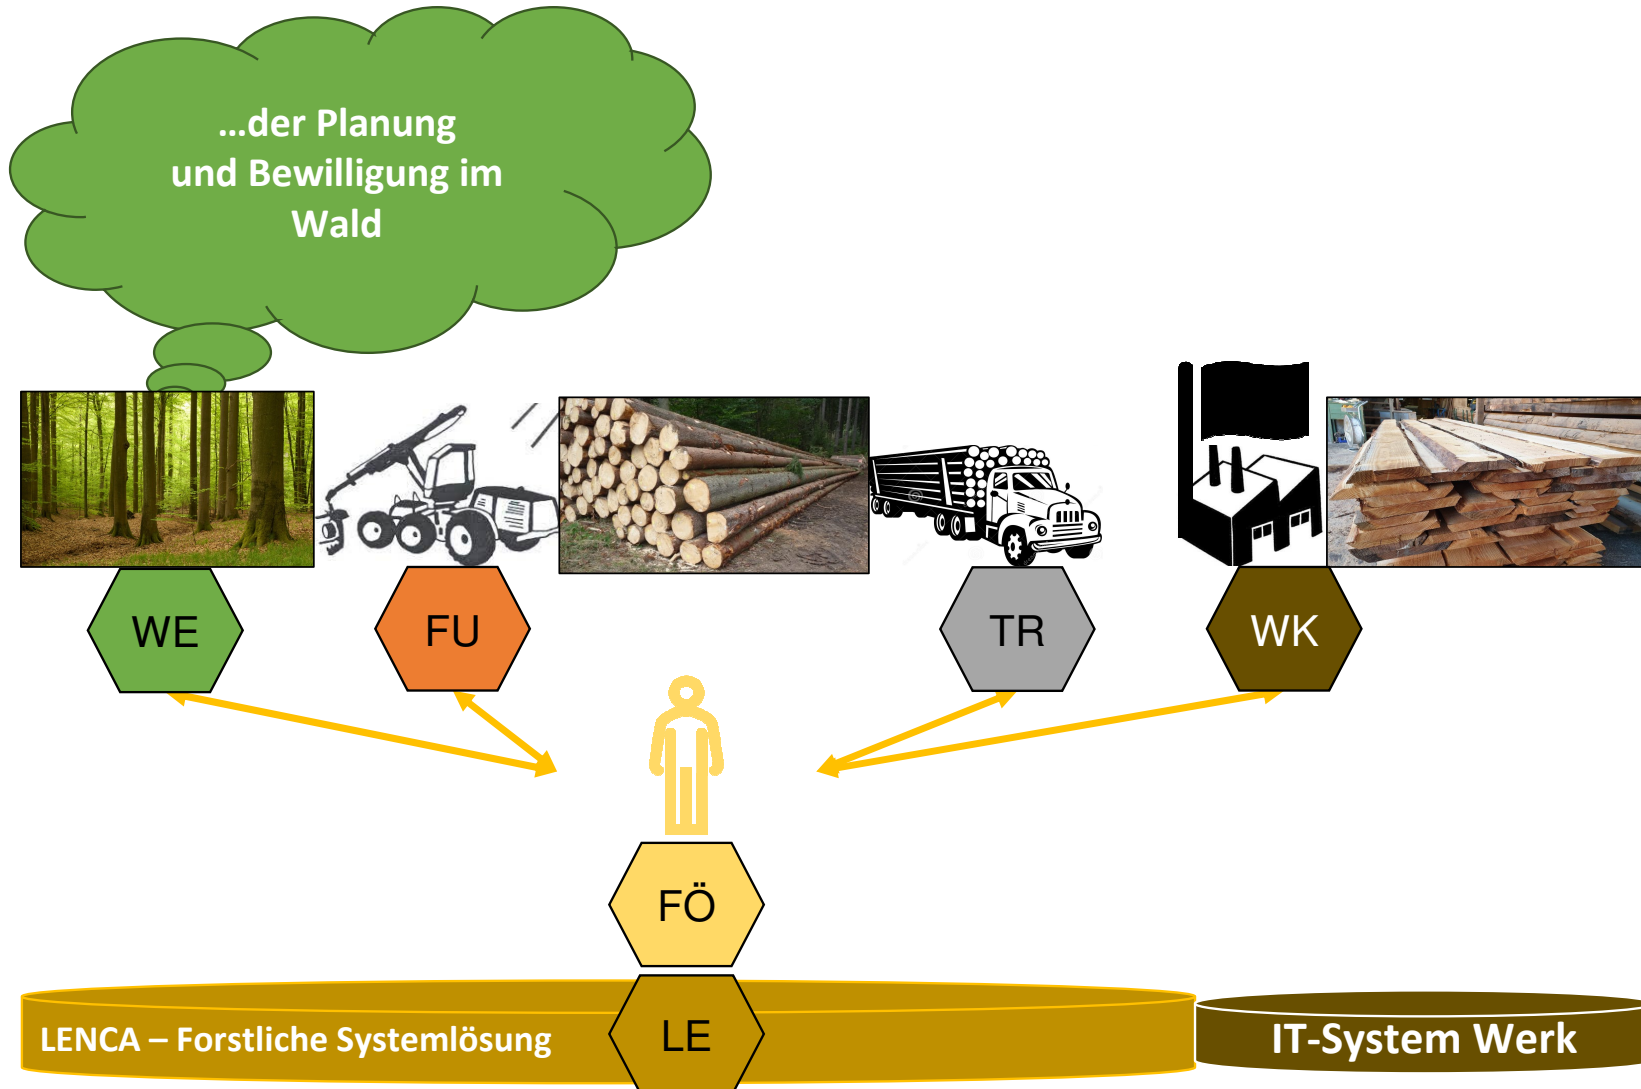 ...der Planung
und Bewilligung im
Wald
WE
FU
TR
WK
FÖ
LE
LENCA – Forstliche Systemlösung
IT-System Werk